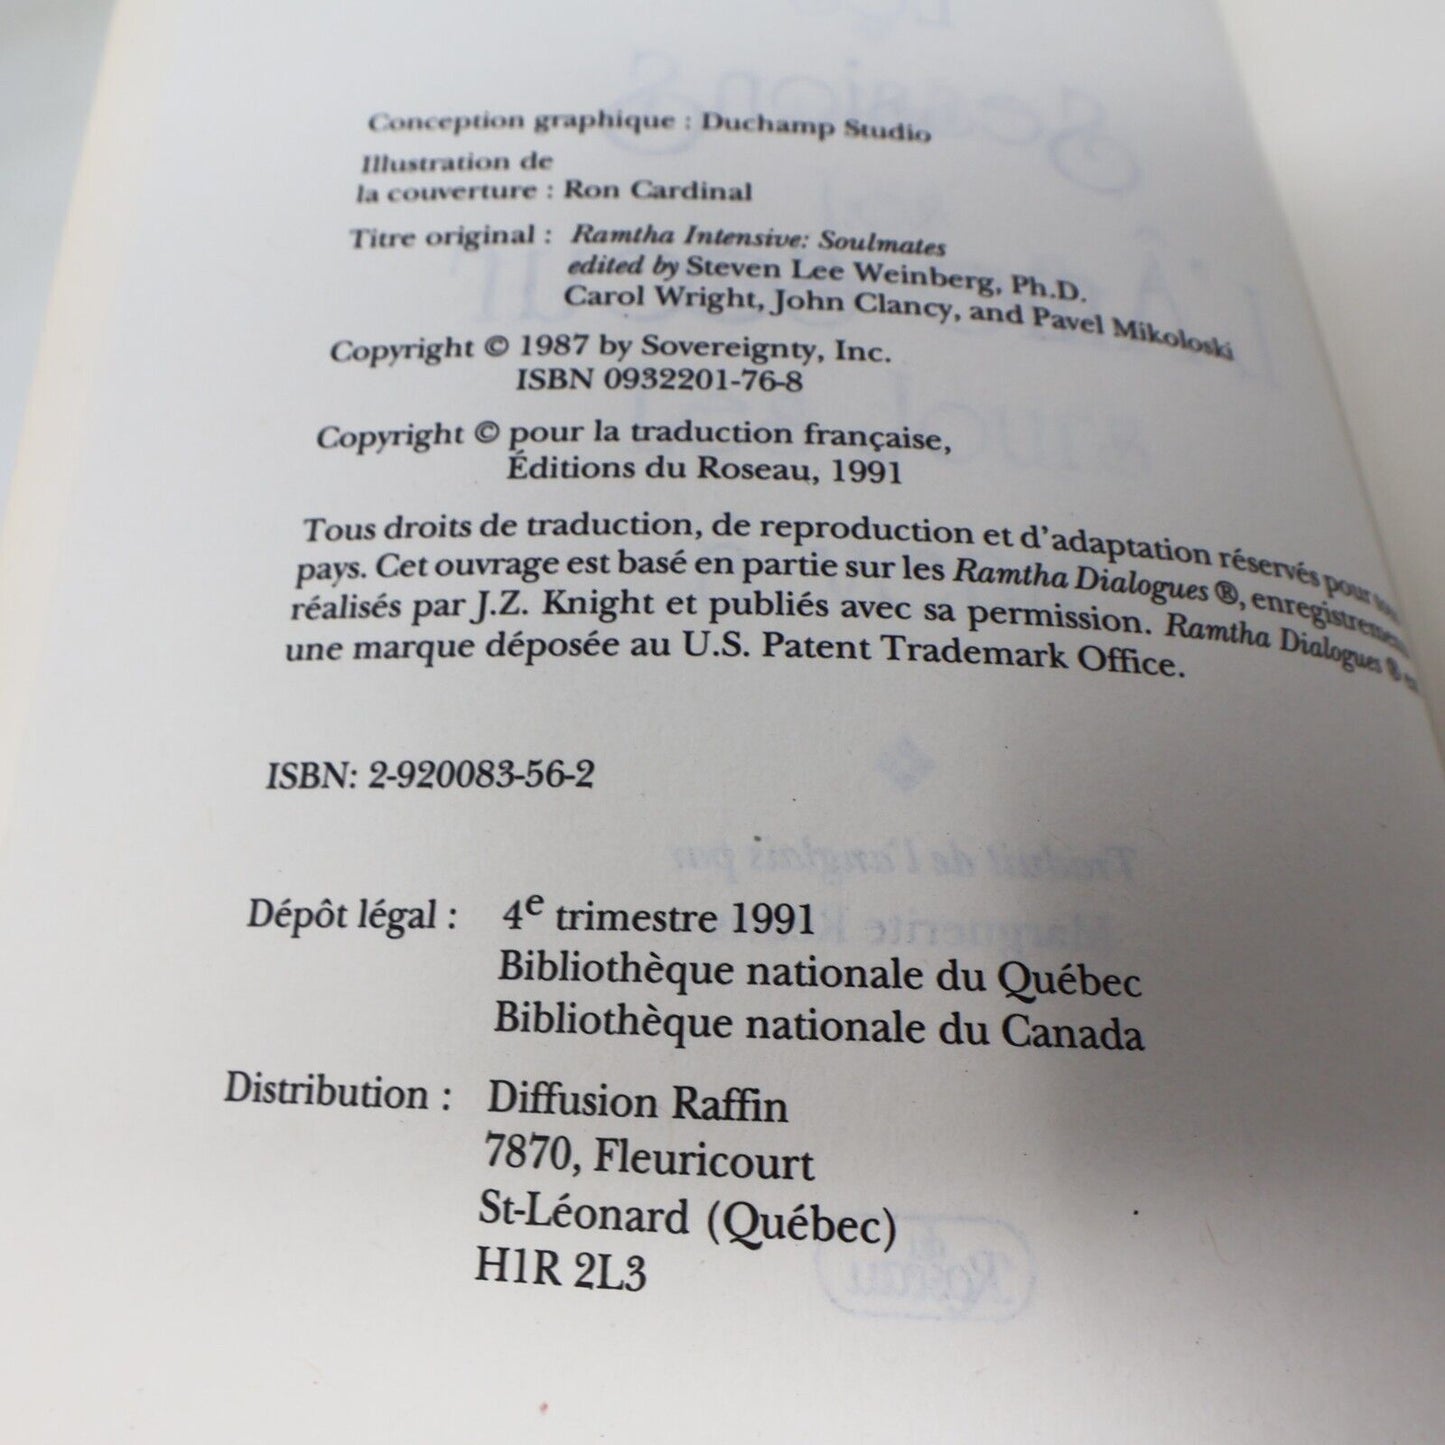 Conception graphique : Duchamp Studio
Illustration de
la couverture : Ron Cardinal
Titre original : Ramtha Intensive: Soulmates
edited by Steven Lee Weinberg, Ph.D.
Carol Wright, John Clancy, and Pavel Mikoloski
Copyright © 1987 by Sovereignty, Inc.
ISBN 0932201-76-8
Copyright © pour la traduction française,
Éditions du Roseau, 1991
Tous droits de traduction, de reproduction et d'adaptation réservés pour tous
pays. Cet ouvrage est basé en partie sur les Ramtha Dialogues ®, enregistrements
réalisés par J.Z. Knight et publiés avec sa permission. Ramtha Dialogues ®
une marque déposée au U.S. Patent Trademark Office.
ISBN: 2-920083-56-2
Dépôt légal : 4e trimestre 1991
Bibliothèque nationale du Québec
Bibliothèque nationale du Canada
Distribution : Diffusion Raffin
7870, Fleuricourt
St-Léonard (Québec)
H1R 2L3